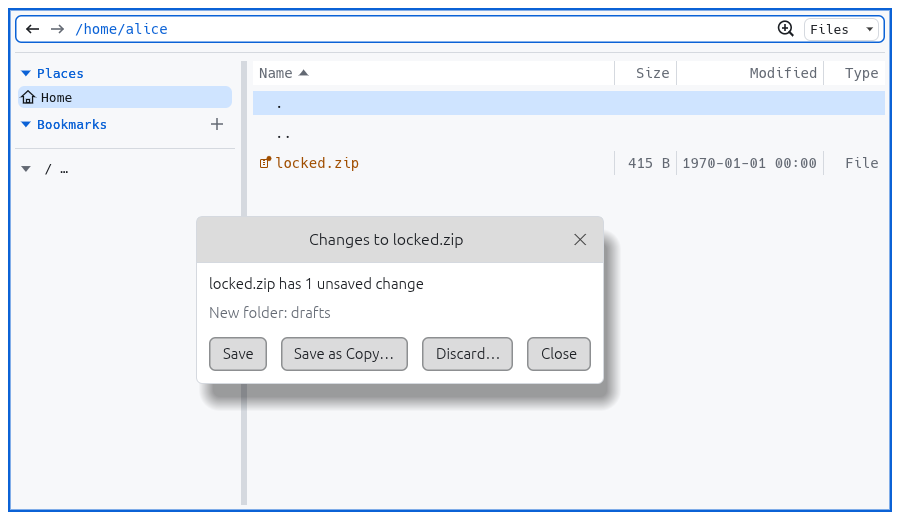 /home/alice
Files
Places
Home
Bookmarks
/ …
Name Size Modified Type
.
..
locked.zip 415 B 1970-01-01 00:00 File
Changes to locked.zip
locked.zip has 1 unsaved change
New folder: drafts
Save Save as Copy… Discard… Close